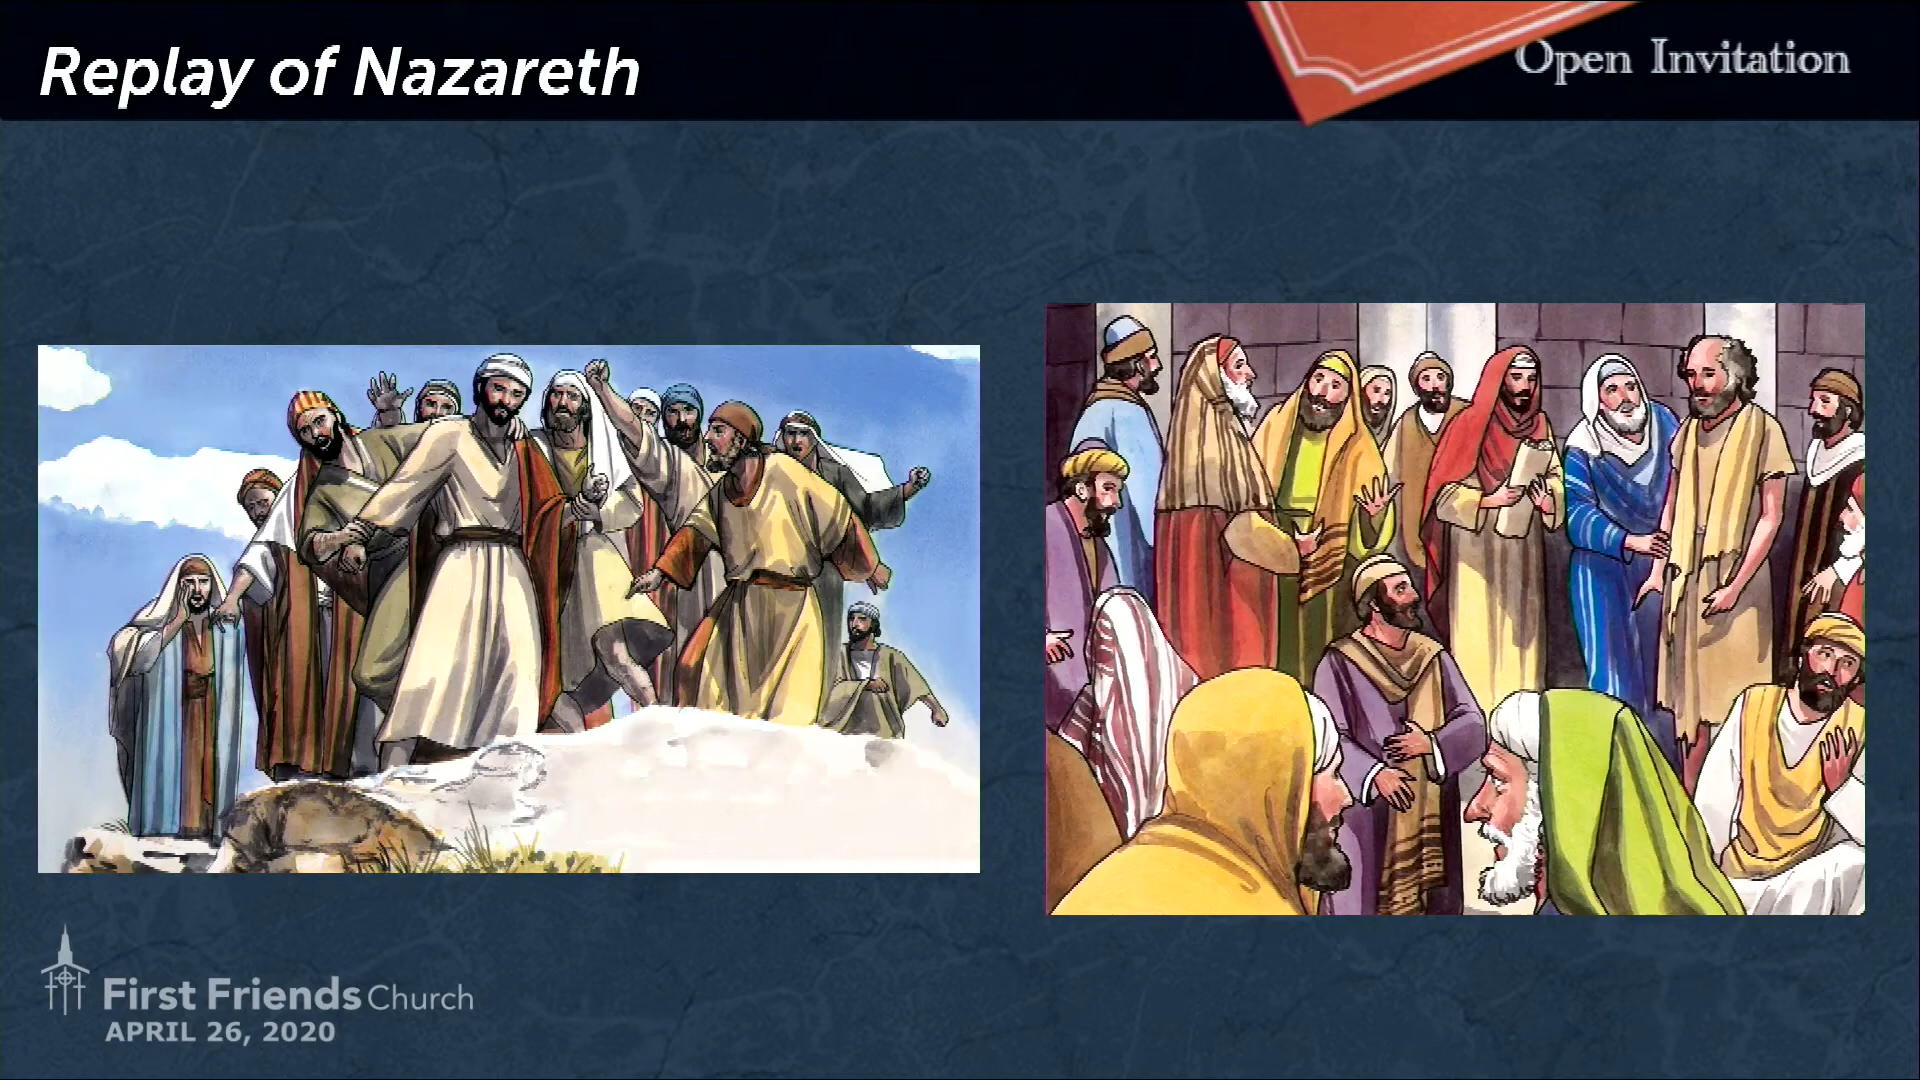 Replay of Nazareth
Open Invitation
First Friends Church
APRIL 26, 2020